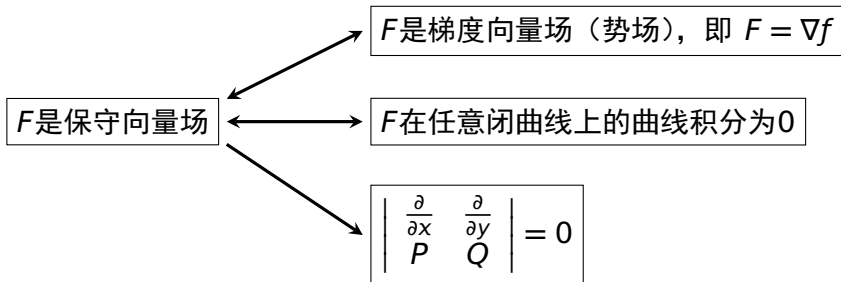 F是梯度向量场（势场），即 F = ∇f
F是保守向量场
F在任意闭曲线上的曲线积分为0
| ∂/∂x ∂/∂y |
| P Q | = 0